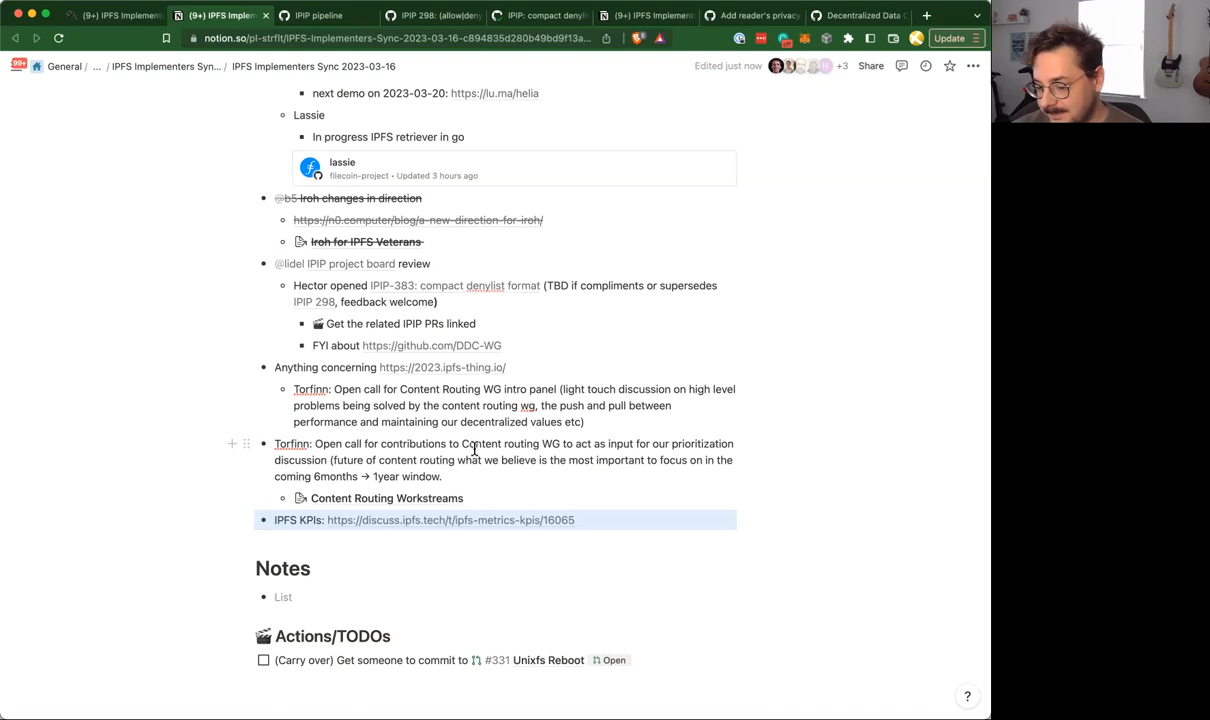 (9+) IPFS Implement
(9+) IPFS Implem
IPIP pipeline
IPIP 298: (allow|deny
IPIP: compact denylis
(9+) IPFS Implement
Add reader's privacy
Decentralized Data C
notion.so/pl-strflt/IPFS-Implementers-Sync-2023-03-16-c894835d280b49bd9f13a...
Update
99+
General / ... / IPFS Implementers Syn... / IPFS Implementers Sync 2023-03-16
Edited just now
+3
Share
next demo on 2023-03-20: https://lu.ma/helia
Lassie
In progress IPFS retriever in go
lassie
filecoin-project • Updated 3 hours ago
@b5 Iroh changes in direction
https://n0.computer/blog/a-new-direction-for-iroh/
Iroh for IPFS Veterans
@lidel IPIP project board review
Hector opened IPIP-383: compact denylist format (TBD if compliments or supersedes
IPIP 298, feedback welcome)
🎬 Get the related IPIP PRs linked
FYI about https://github.com/DDC-WG
Anything concerning https://2023.ipfs-thing.io/
Torfinn: Open call for Content Routing WG intro panel (light touch discussion on high level
problems being solved by the content routing wg, the push and pull between
performance and maintaining our decentralized values etc)
Torfinn: Open call for contributions to Content routing WG to act as input for our prioritization
discussion (future of content routing what we believe is the most important to focus on in the
coming 6months → 1year window.
Content Routing Workstreams
IPFS KPIs: https://discuss.ipfs.tech/t/ipfs-metrics-kpis/16065
Notes
List
🎬 Actions/TODOs
(Carry over) Get someone to commit to #331 Unixfs Reboot Open
?